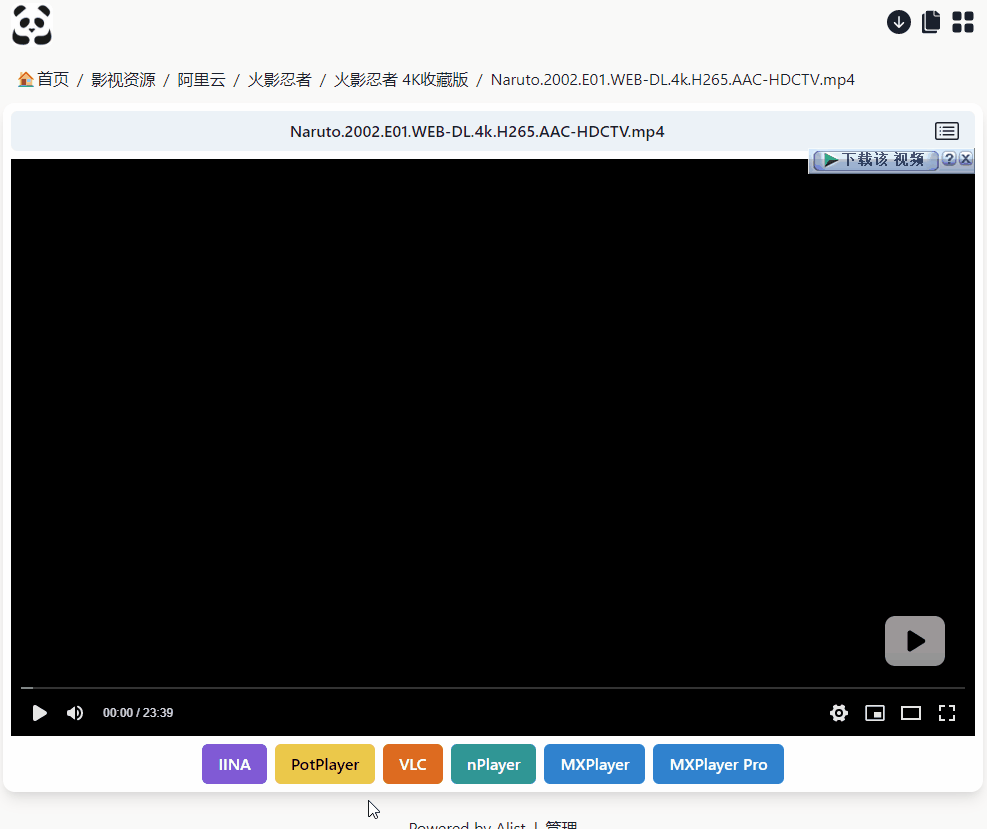 🏠首页 / 影视资源 / 阿里云 / 火影忍者 / 火影忍者 4K收藏版 / Naruto.2002.E01.WEB-DL.4k.H265.AAC-HDCTV.mp4
Naruto.2002.E01.WEB-DL.4k.H265.AAC-HDCTV.mp4
下载该 视频 ? X
00:00 / 23:39
IINA PotPlayer VLC nPlayer MXPlayer MXPlayer Pro
Powered by Alist | 管理